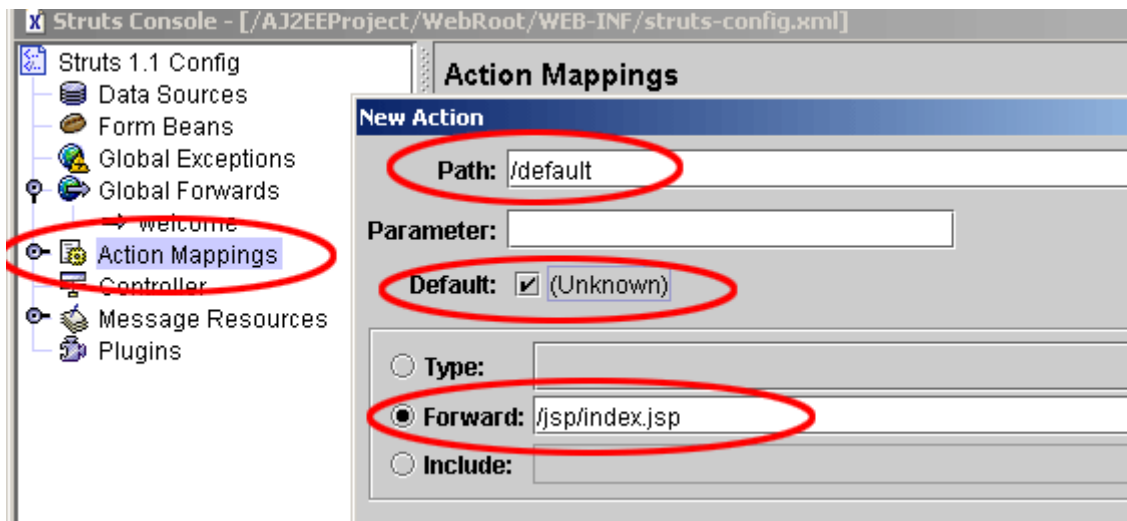 Struts Console - [/AJ2EEProject/WebRoot/WEB-INF/struts-config.xml]
Struts 1.1 Config
Data Sources
Form Beans
Global Exceptions
Global Forwards
welcome
Action Mappings
Controller
Message Resources
Plugins
Action Mappings
New Action
Path: /default
Parameter:
Default: (Unknown)
Type:
Forward: /jsp/index.jsp
Include: